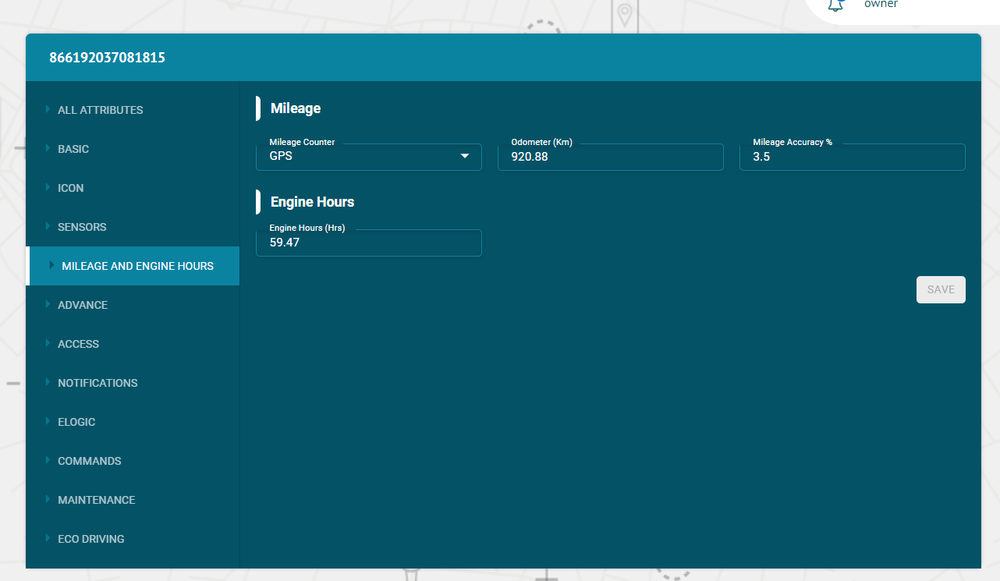 owner
866192037081815
ALL ATTRIBUTES
BASIC
ICON
SENSORS
MILEAGE AND ENGINE HOURS
ADVANCE
ACCESS
NOTIFICATIONS
ELOGIC
COMMANDS
MAINTENANCE
ECO DRIVING
Mileage
Mileage Counter
GPS
Odometer (Km)
920.88
Mileage Accuracy %
3.5
Engine Hours
Engine Hours (Hrs)
59.47
SAVE